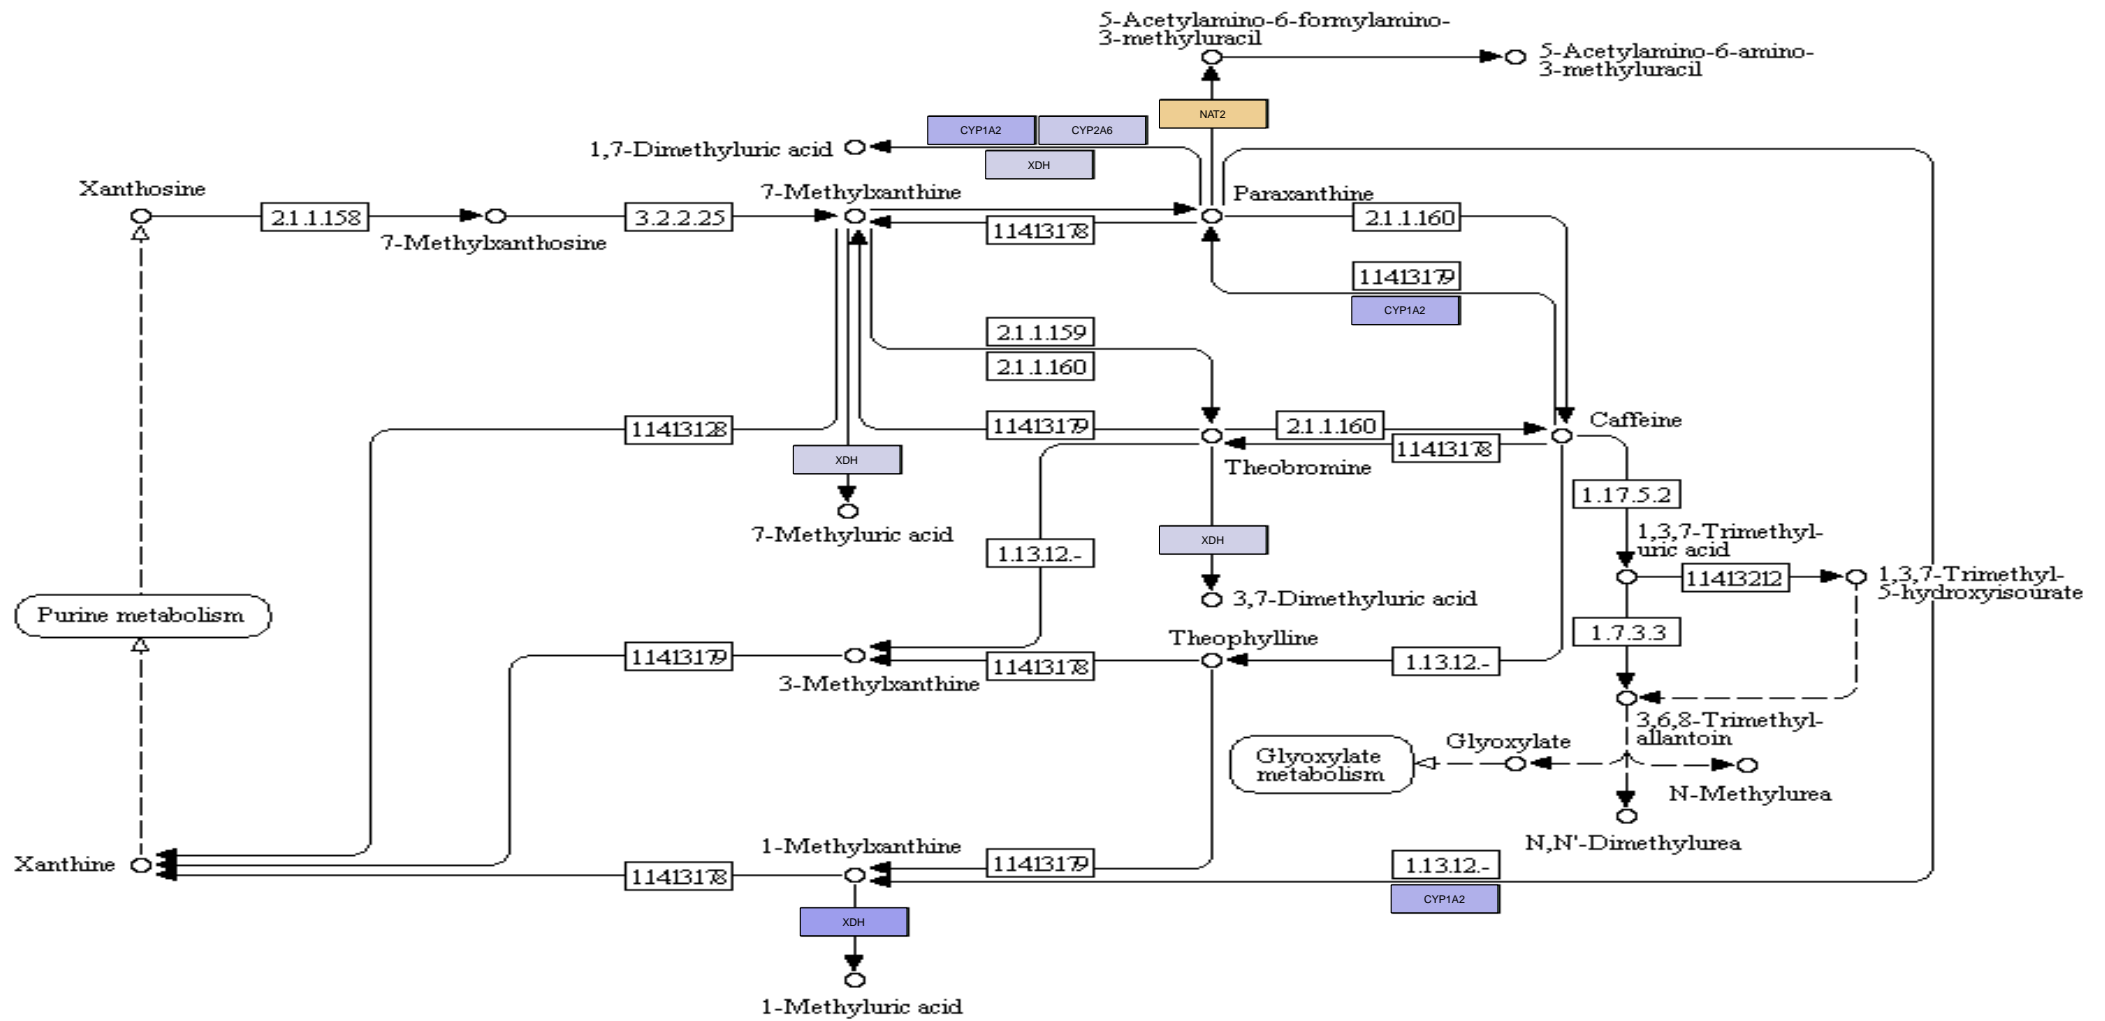 5-Acetylamino-6-formylamino-
3-methyluracil
5-Acetylamino-6-amino-
3-methyluracil
NAT2
CYP1A2
CYP2A6
1,7-Dimethyluric acid
XDH
Xanthosine
7-Methylxanthine
Paraxanthine
2.1.1.158
3.2.2.25
2.1.1.160
7-Methylxanthosine
1.14.13.178
1.14.13.179
CYP1A2
2.1.1.159
2.1.1.160
1.14.13.128
1.14.13.179
2.1.1.160
Caffeine
1.14.13.178
XDH
Theobromine
1.17.5.2
7-Methyluric acid
XDH
1,3,7-Trimethyl-
uric acid
1.13.12.-
1.14.13.212
1,3,7-Trimethyl-
5-hydroxyisourate
3,7-Dimethyluric acid
Purine metabolism
Theophylline
1.7.3.3
1.14.13.179
1.14.13.178
1.13.12.-
3-Methylxanthine
3,6,8-Trimethyl-
allantoin
Glyoxylate
metabolism
Glyoxylate
N-Methylurea
N,N'-Dimethylurea
Xanthine
1-Methylxanthine
1.14.13.179
1.13.12.-
1.14.13.178
CYP1A2
XDH
1-Methyluric acid